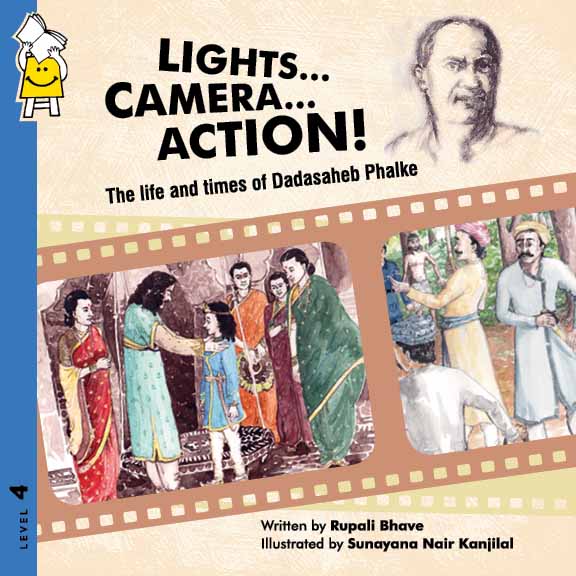 LIGHTS...
CAMERA...
ACTION!
The life and times of Dadasaheb Phalke
Written by Rupali Bhave
Illustrated by Sunayana Nair Kanjilal
LEVEL 4